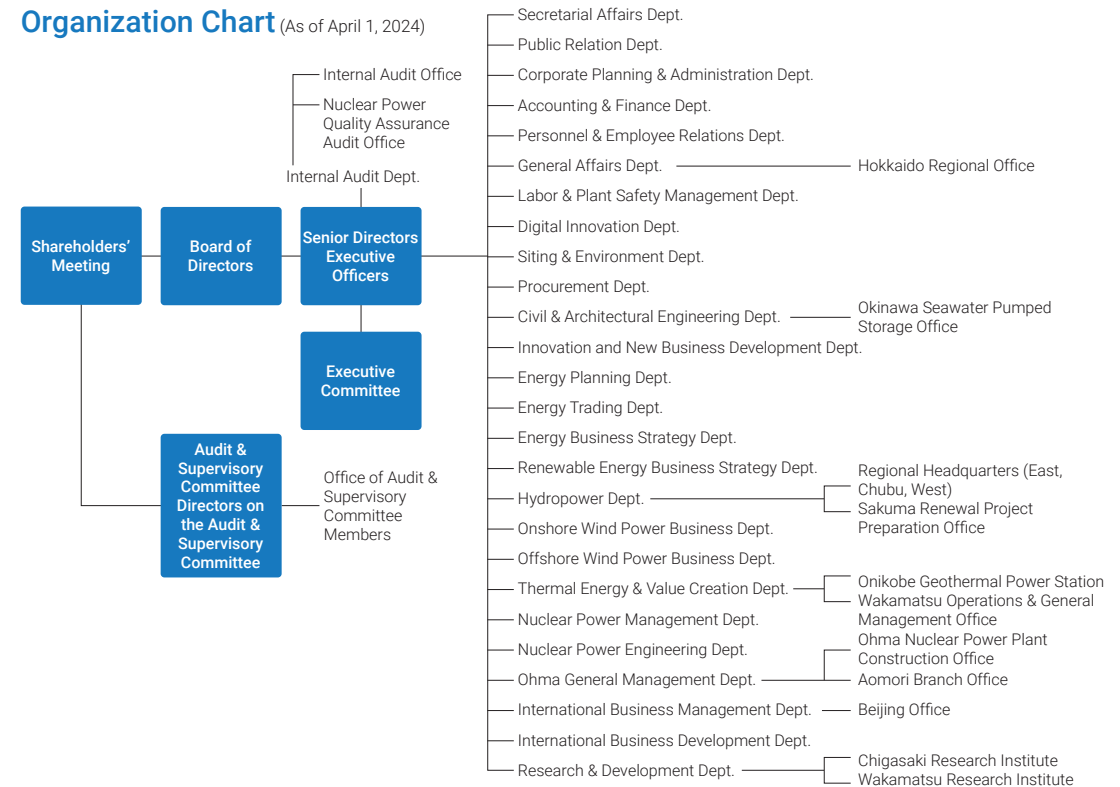 Organization Chart (As of April 1, 2024)
Internal Audit Office
Nuclear Power
Quality Assurance
Audit Office
Internal Audit Dept.
Shareholders'
Meeting
Board of
Directors
Senior Directors
Executive
Officers
Executive
Committee
Audit &
Supervisory
Committee
Directors on
the Audit &
Supervisory
Committee
Office of Audit &
Supervisory
Committee
Members
Secretarial Affairs Dept.
Public Relation Dept.
Corporate Planning & Administration Dept.
Accounting & Finance Dept.
Personnel & Employee Relations Dept.
General Affairs Dept.
Hokkaido Regional Office
Labor & Plant Safety Management Dept.
Digital Innovation Dept.
Siting & Environment Dept.
Procurement Dept.
Civil & Architectural Engineering Dept.
Okinawa Seawater Pumped
Storage Office
Innovation and New Business Development Dept.
Energy Planning Dept.
Energy Trading Dept.
Energy Business Strategy Dept.
Renewable Energy Business Strategy Dept.
Hydropower Dept.
Regional Headquarters (East,
Chubu, West)
Sakuma Renewal Project
Preparation Office
Onshore Wind Power Business Dept.
Offshore Wind Power Business Dept.
Thermal Energy & Value Creation Dept.
Onikobe Geothermal Power Station
Wakamatsu Operations & General
Management Office
Nuclear Power Management Dept.
Nuclear Power Engineering Dept.
Ohma General Management Dept.
Ohma Nuclear Power Plant
Construction Office
Aomori Branch Office
International Business Management Dept.
Beijing Office
International Business Development Dept.
Research & Development Dept.
Chigasaki Research Institute
Wakamatsu Research Institute